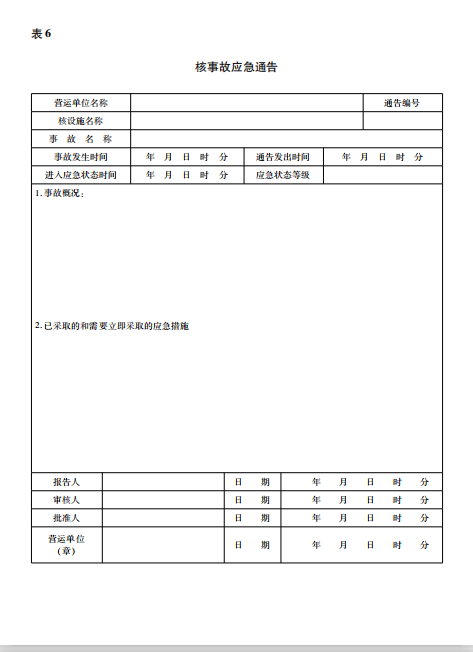 表 6
核事故应急通告
营运单位名称 通告编号
核设施名称
事 故 名 称
事故发生时间 年 月 日 时 分 通告发出时间 年 月 日 时 分
进入应急状态时间 年 月 日 时 分 应急状态等级
1. 事故概况：
2. 已采取的和需要立即采取的应急措施
报告人 日 期 年 月 日 时 分
审核人 日 期 年 月 日 时 分
批准人 日 期 年 月 日 时 分
营运单位
（章） 日 期 年 月 日 时 分